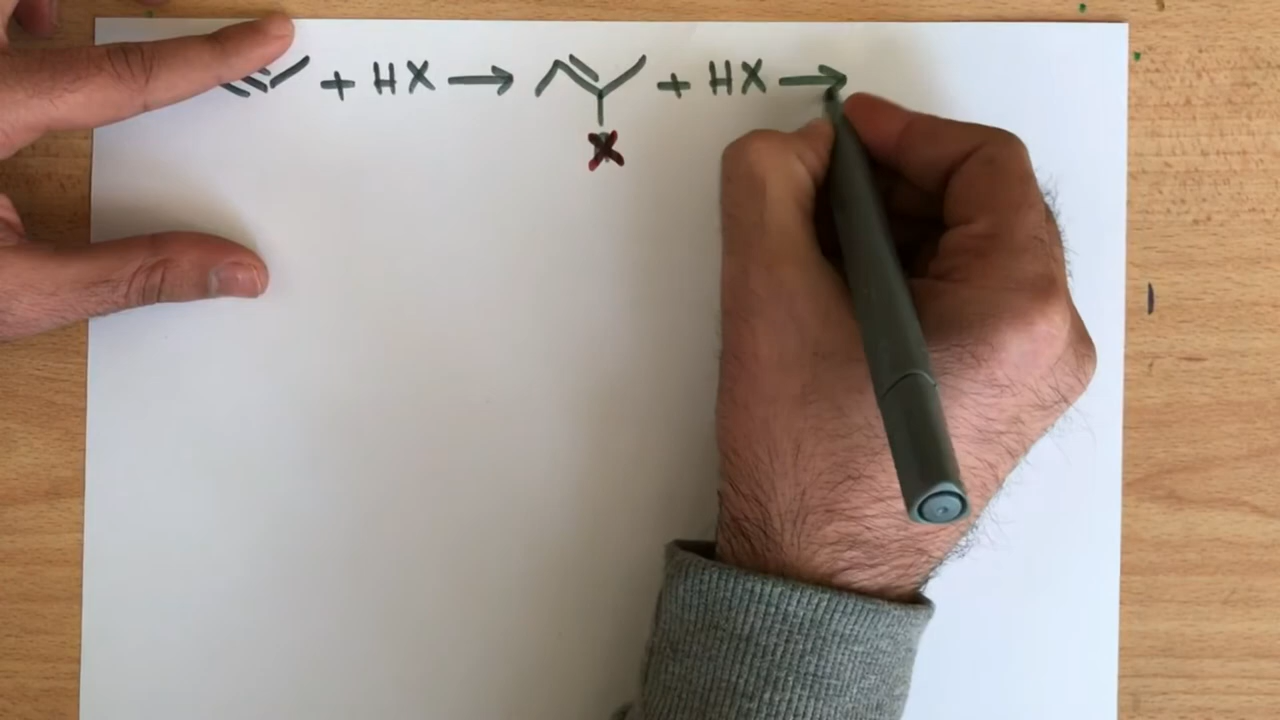 + HX → + HX →
X